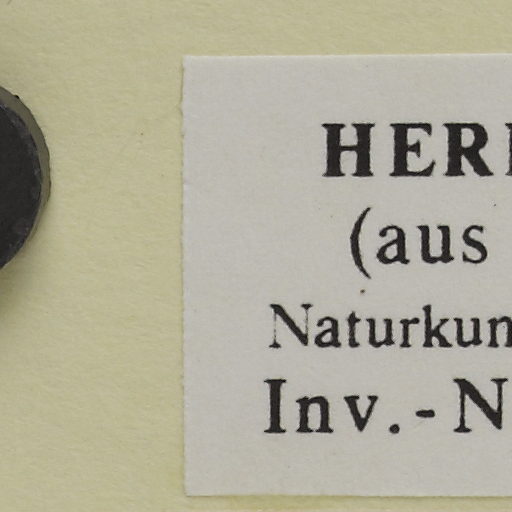 HER
(aus
Naturkun
Inv.-N